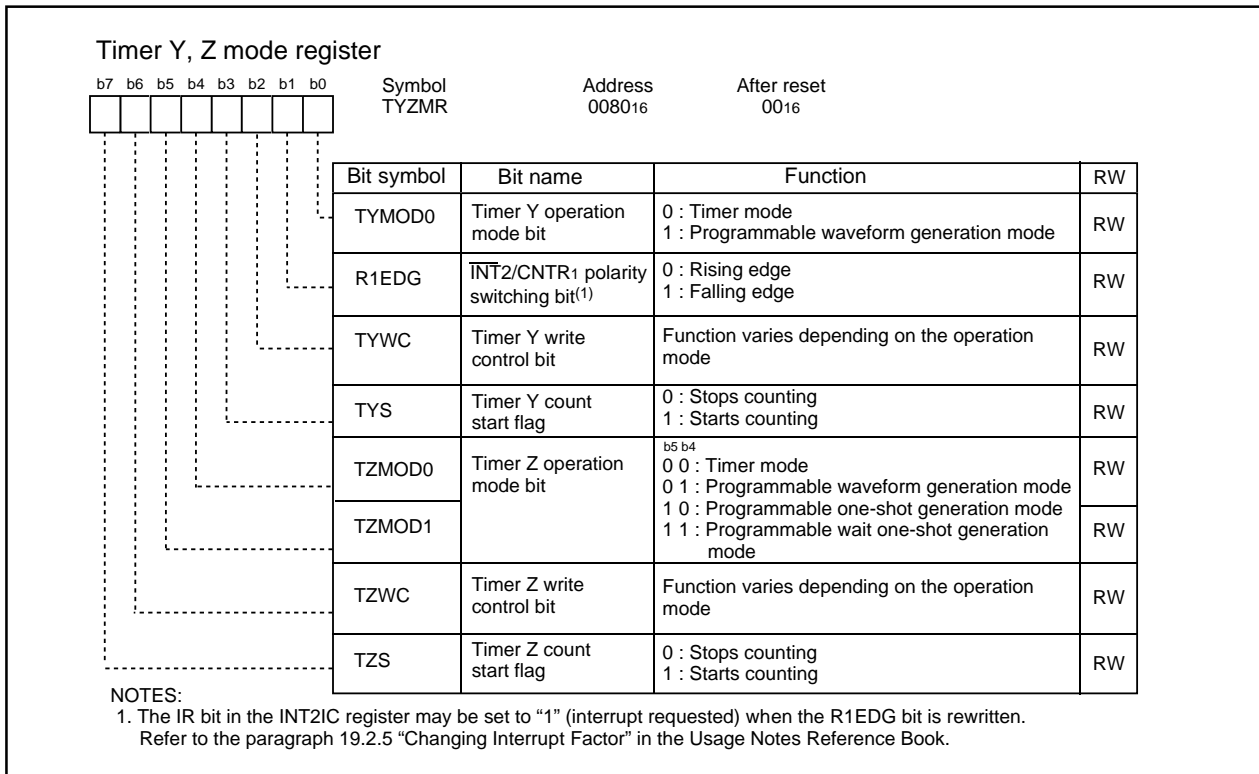 Timer Y, Z mode register
b7 b6 b5 b4 b3 b2 b1 b0
Symbol Address After reset
TYZMR 008016 0016
Bit symbol Bit name Function RW
TYMOD0 Timer Y operation mode bit 0 : Timer mode
1 : Programmable waveform generation mode RW
R1EDG INT2/CNTR1 polarity switching bit(1) 0 : Rising edge
1 : Falling edge RW
TYWC Timer Y write control bit Function varies depending on the operation mode RW
TYS Timer Y count start flag 0 : Stops counting
1 : Starts counting RW
TZMOD0 Timer Z operation mode bit b5 b4
0 0 : Timer mode RW
0 1 : Programmable waveform generation mode
1 0 : Programmable one-shot generation mode
TZMOD1 1 1 : Programmable wait one-shot generation mode RW
TZWC Timer Z write control bit Function varies depending on the operation mode RW
TZS Timer Z count start flag 0 : Stops counting
1 : Starts counting RW
NOTES:
1. The IR bit in the INT2IC register may be set to “1” (interrupt requested) when the R1EDG bit is rewritten.
Refer to the paragraph 19.2.5 “Changing Interrupt Factor” in the Usage Notes Reference Book.